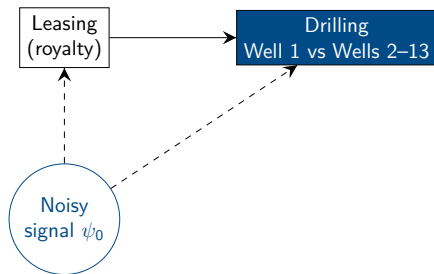 Leasing
(royalty)
Drilling
Well 1 vs Wells 2–13
Noisy
signal ψ₀